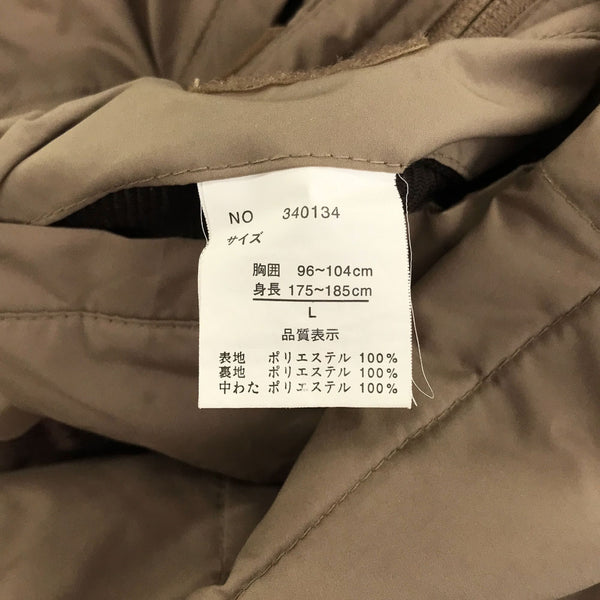 NO 340134
サイズ
胸囲 96~104cm
身長 175~185cm
L
品質表示
表地 ポリエステル 100%
裏地 ポリエステル 100%
中わた ポリエステル 100%